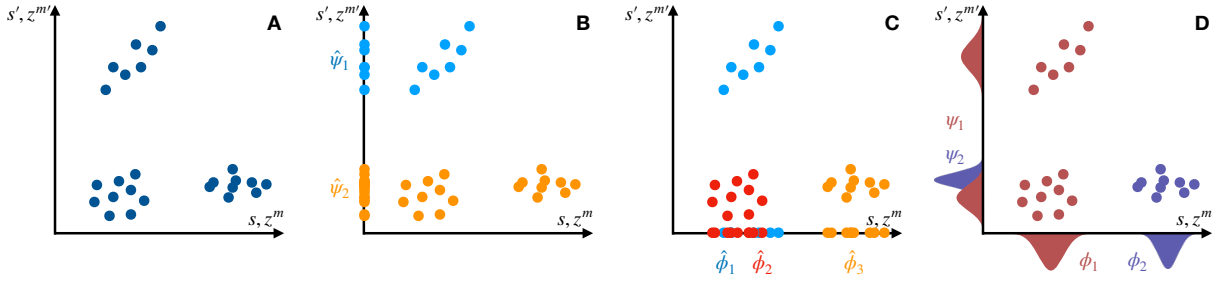 s′, z^{m′}
A
s, z^m
s′, z^{m′}
B
ψ̂₁
ψ̂₂
s, z^m
s′, z^{m′}
C
s, z^m
ϕ̂₁
ϕ̂₂
ϕ̂₃
s′, z^{m′}
D
ψ₁
ψ₂
s, z^m
ϕ₁
ϕ₂